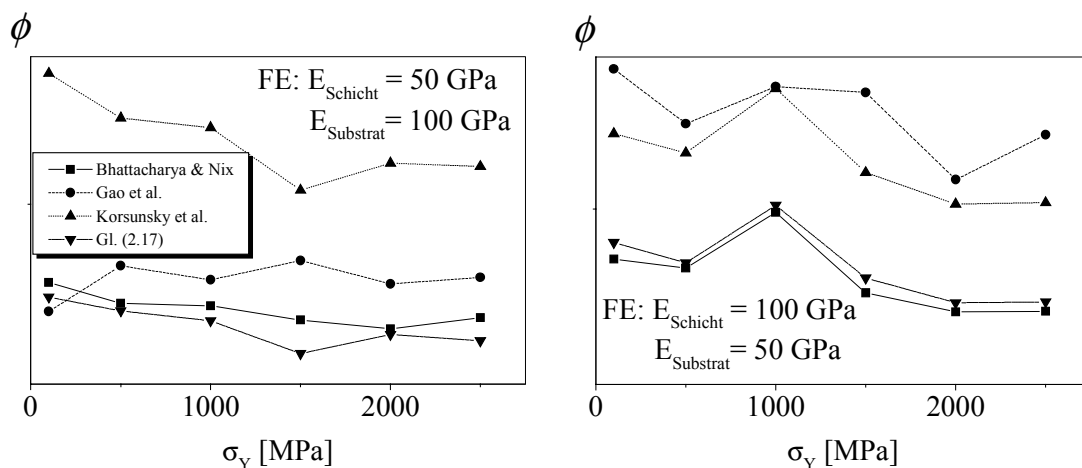 ϕ
FE: E_Schicht = 50 GPa
E_Substrat = 100 GPa
Bhattacharya & Nix
Gao et al.
Korsunsky et al.
Gl. (2.17)
0 1000 2000
σ_Y [MPa]
ϕ
FE: E_Schicht = 100 GPa
E_Substrat = 50 GPa
0 1000 2000
σ_Y [MPa]